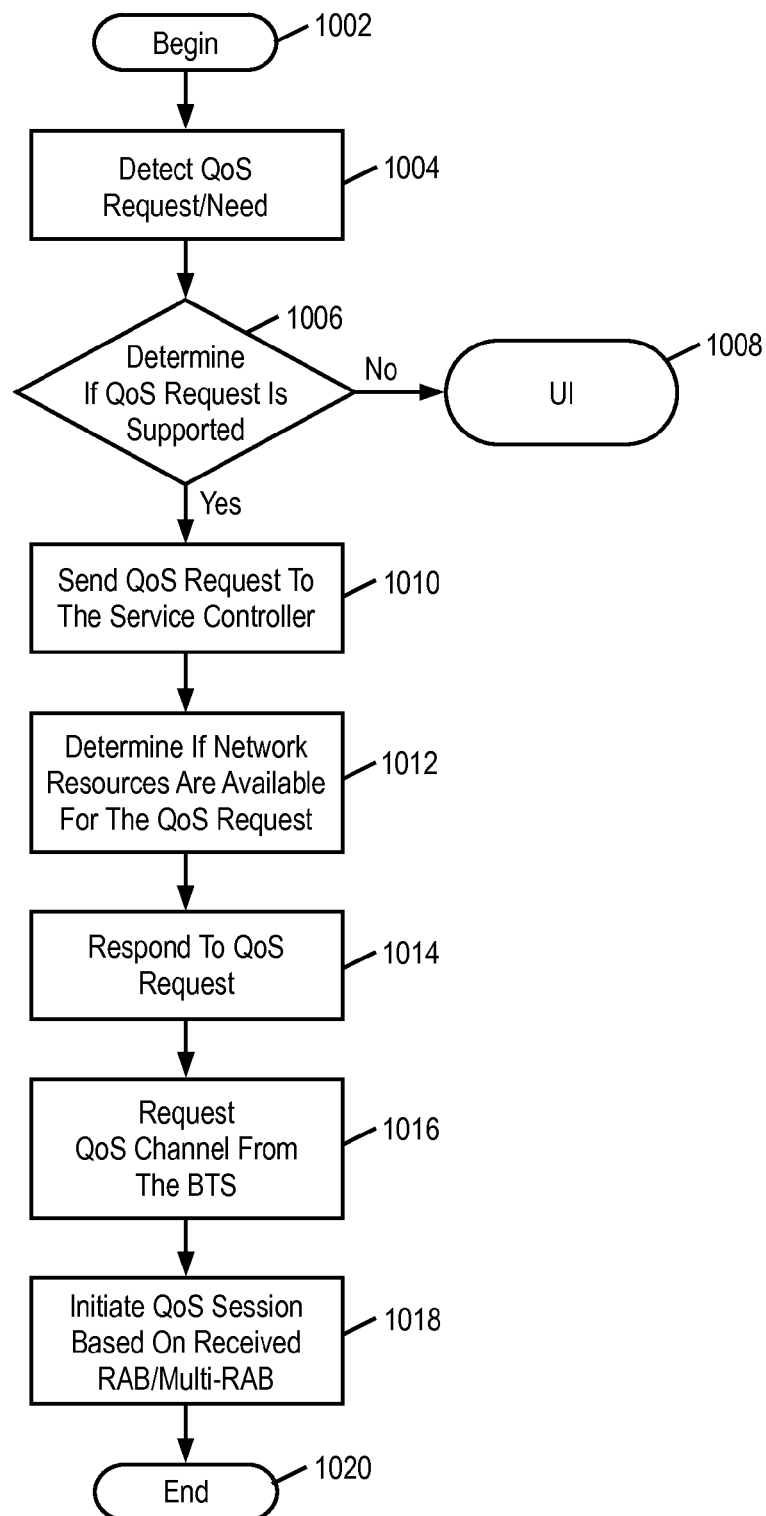 Begin
1002
Detect QoS
Request/Need
1004
1006
Determine
If QoS Request Is
Supported
No
UI
1008
Yes
Send QoS Request To
The Service Controller
1010
Determine If Network
Resources Are Available
For The QoS Request
1012
Respond To QoS
Request
1014
Request
QoS Channel From
The BTS
1016
Initiate QoS Session
Based On Received
RAB/Multi-RAB
1018
End
1020